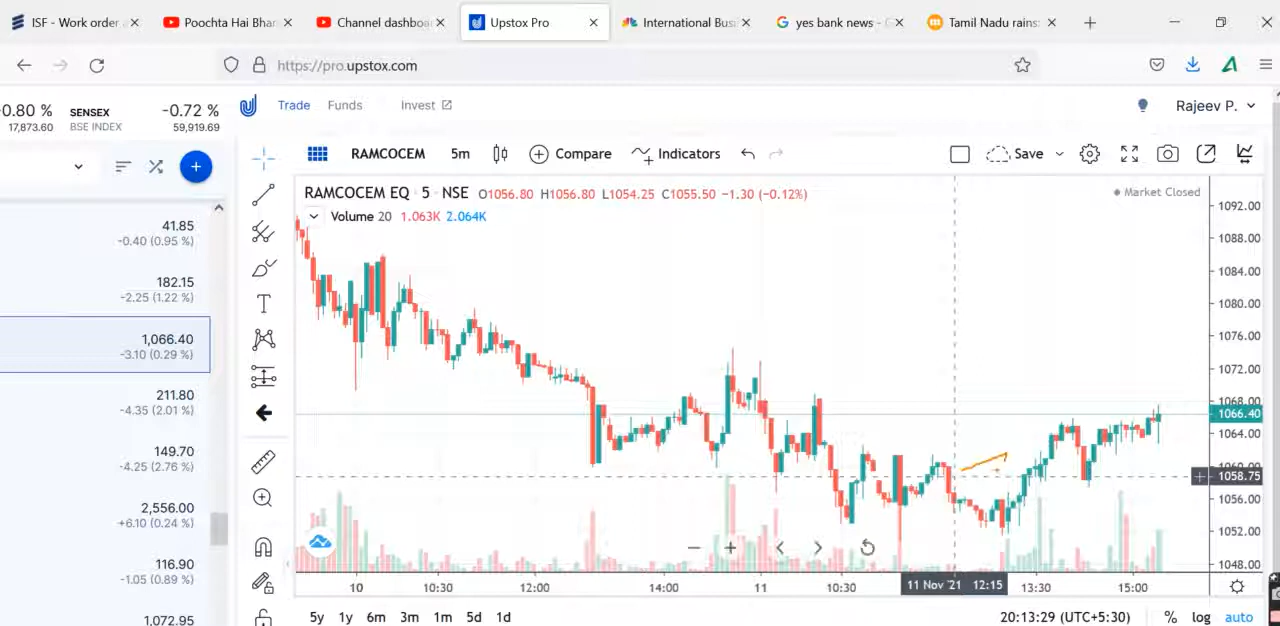 ISF - Work order
Poochta Hai Bhar
Channel dashboa
Upstox Pro
International Bus
yes bank news - G
Tamil Nadu rains:
https://pro.upstox.com
0.80 %
17,873.60
SENSEX
BSE INDEX
-0.72 %
59,919.69
Trade
Funds
Invest
Rajeev P.
RAMCOCEM
5m
Compare
Indicators
Save
RAMCOCEM EQ · 5 · NSE O1056.80 H1056.80 L1054.25 C1055.50 −1.30 (−0.12%)
Market Closed
Volume 20 1.063K 2.064K
41.85
-0.40 (0.95 %)
182.15
-2.25 (1.22 %)
1,066.40
-3.10 (0.29 %)
211.80
-4.35 (2.01 %)
149.70
-4.25 (2.76 %)
2,556.00
+6.10 (0.24 %)
116.90
-1.05 (0.89 %)
1,072.95
1092.00
1088.00
1084.00
1080.00
1076.00
1072.00
1068.00
1066.40
1064.00
1060.00
1058.75
1056.00
1052.00
1048.00
10
10:30
12:00
14:00
11
10:30
11 Nov '21 12:15
13:30
15:00
5y 1y 6m 3m 1m 5d 1d
20:13:29 (UTC+5:30)
% log auto